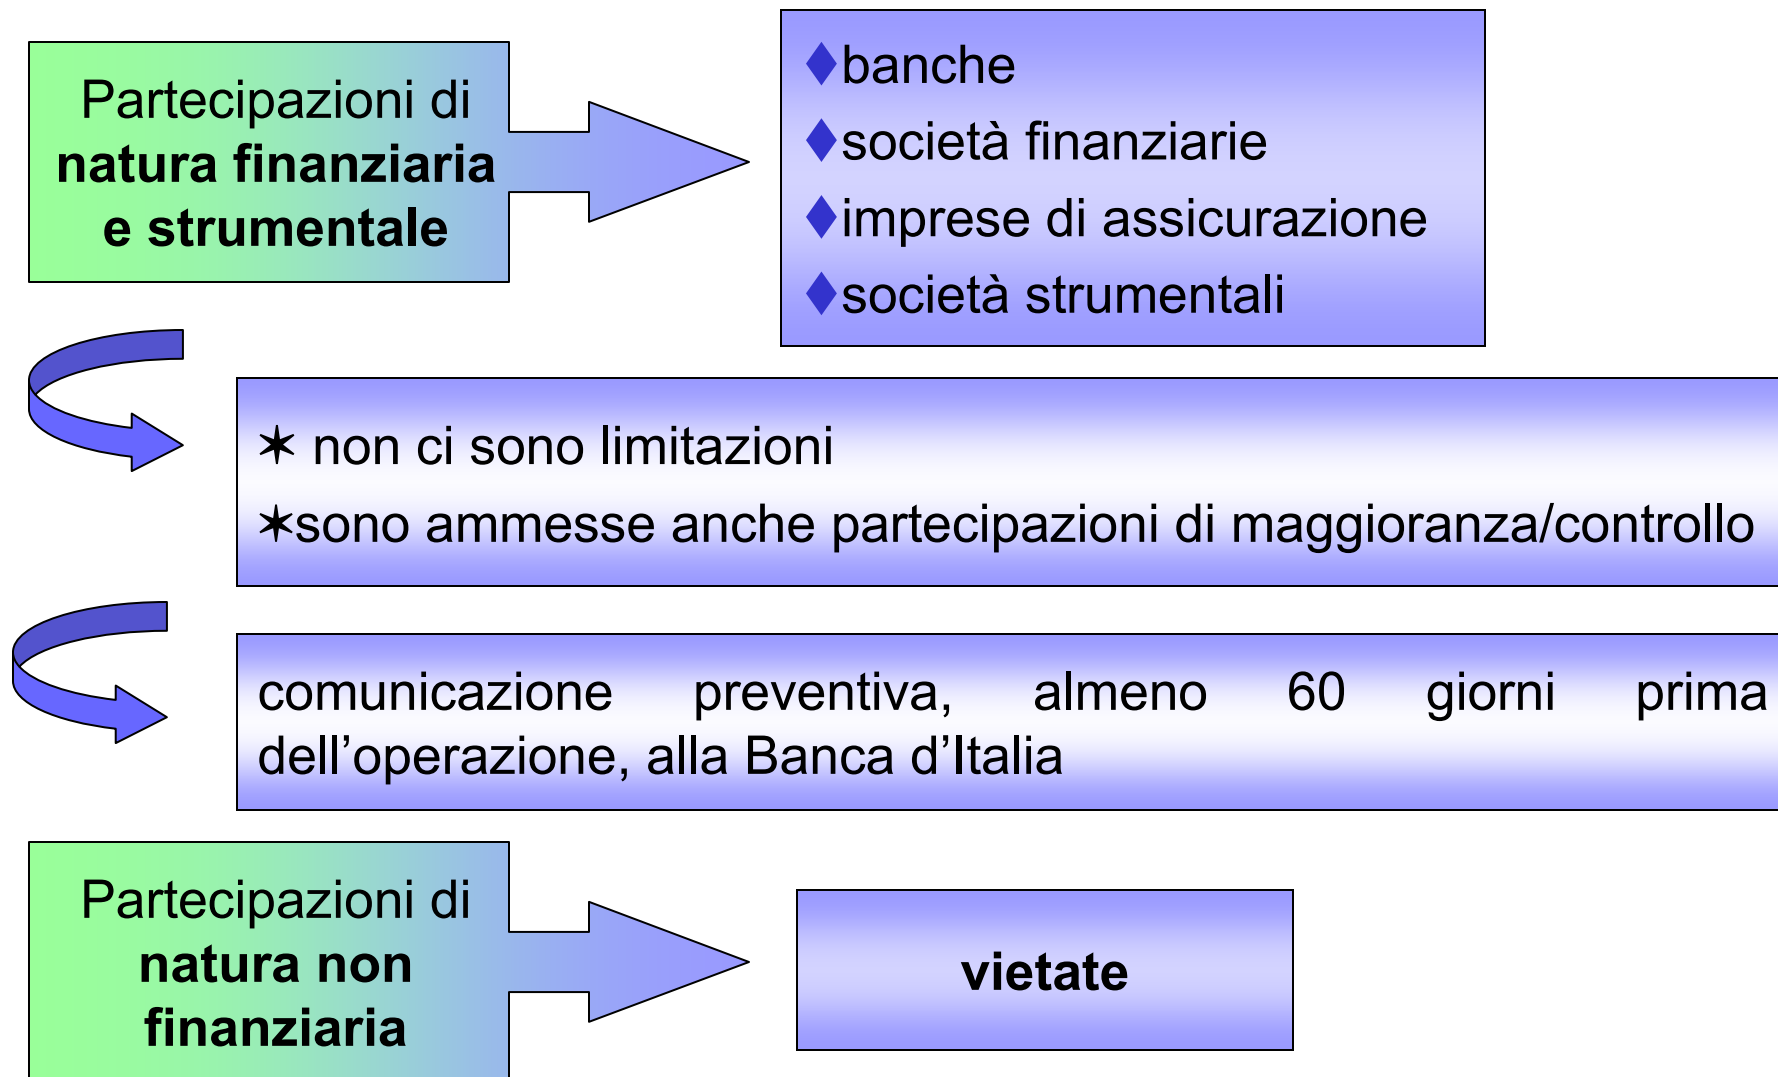 Partecipazioni di
natura finanziaria
e strumentale
♦banche
♦società finanziarie
♦imprese di assicurazione
♦società strumentali
✶ non ci sono limitazioni
✶sono ammesse anche partecipazioni di maggioranza/controllo
comunicazione preventiva, almeno 60 giorni prima
dell’operazione, alla Banca d’Italia
Partecipazioni di
natura non
finanziaria
vietate